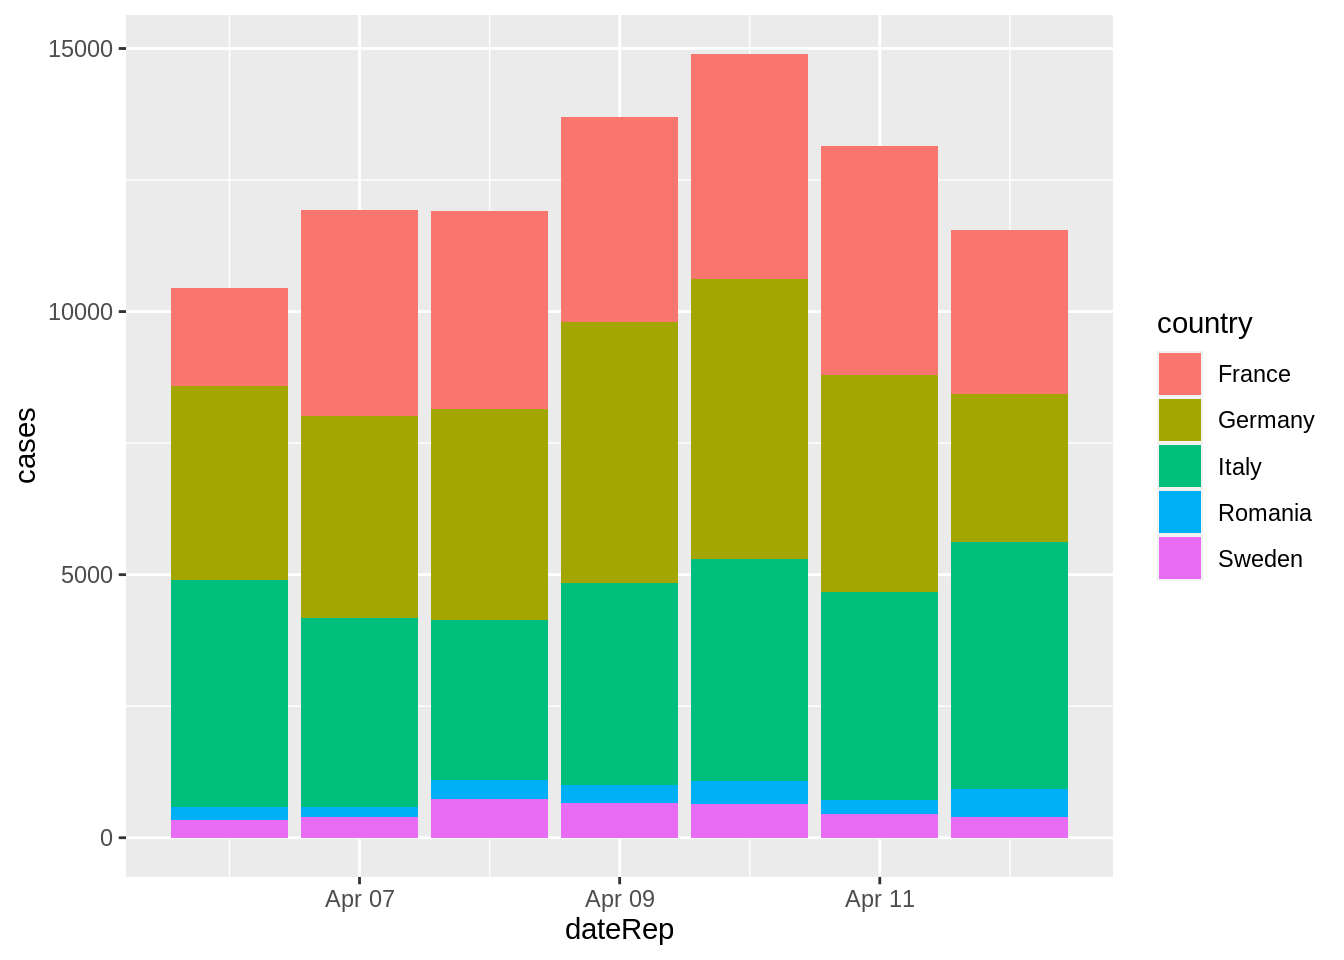 15000
10000
5000
0
cases
Apr 07
Apr 09
Apr 11
dateRep
country
France
Germany
Italy
Romania
Sweden